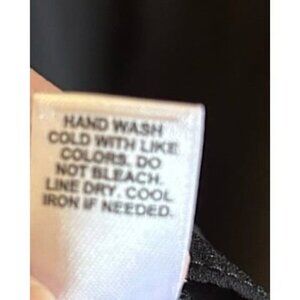 HAND WASH
COLD WITH LIKE
COLORS. DO
NOT BLEACH.
LINE DRY. COOL
IRON IF NEEDED.